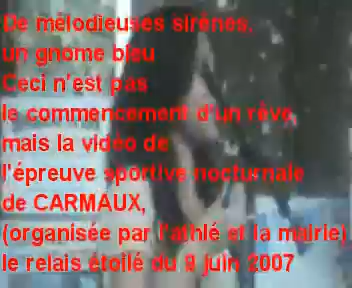 De mélodieuses sirènes,
un gnome bleu
Ceci n'est pas
le commencement d'un rêve,
mais la vidéo de
l'épreuve sportive nocturnale
de CARMAUX,
(organisée par l'athlé et la mairie)
le relais étoilé du 9 juin 2007